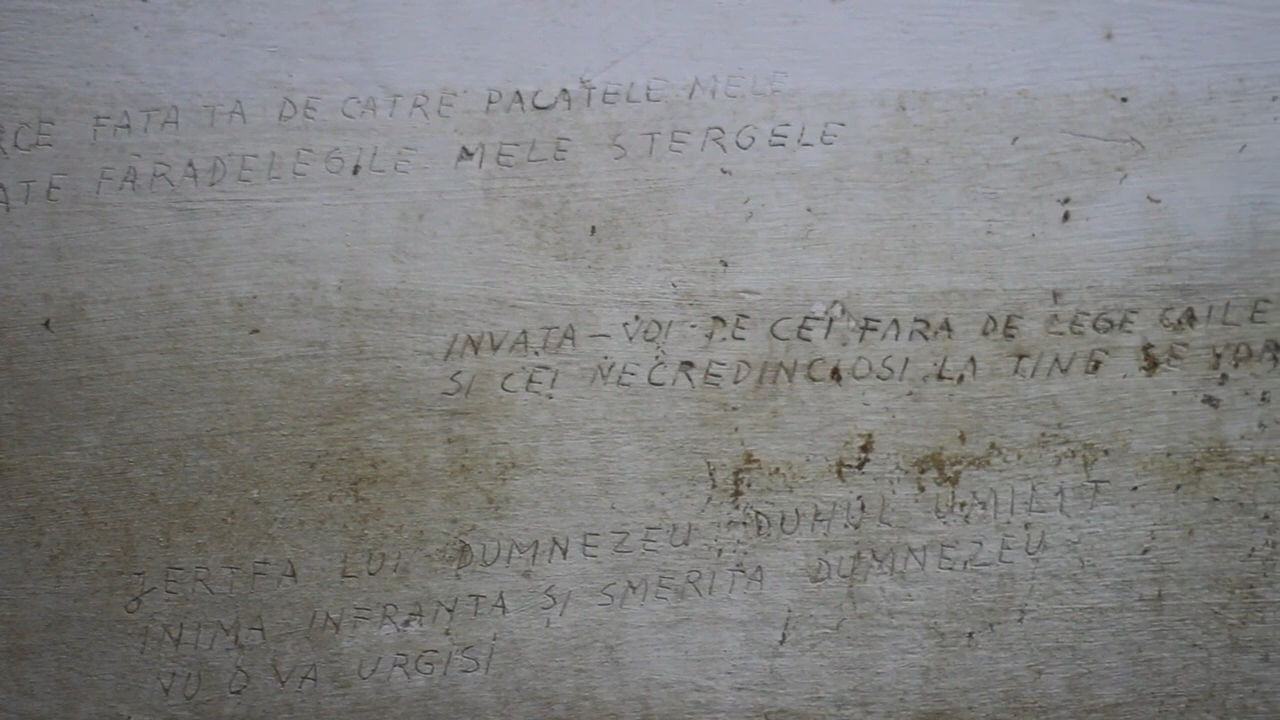 RCE FATA TA DE CATRE PACATELE MELE
ATE FARADELEGILE MELE STERGELE
INVATA-VOI PE CEI FARA DE LEGE CAILE
SI CEI NECREDINCIOSI LA TINE SE
JERTFA LUI DUMNEZEU DUHUL UMILIT
INIMA INFRANTA SI SMERITA DUMNEZEU
NU O VA URGISI